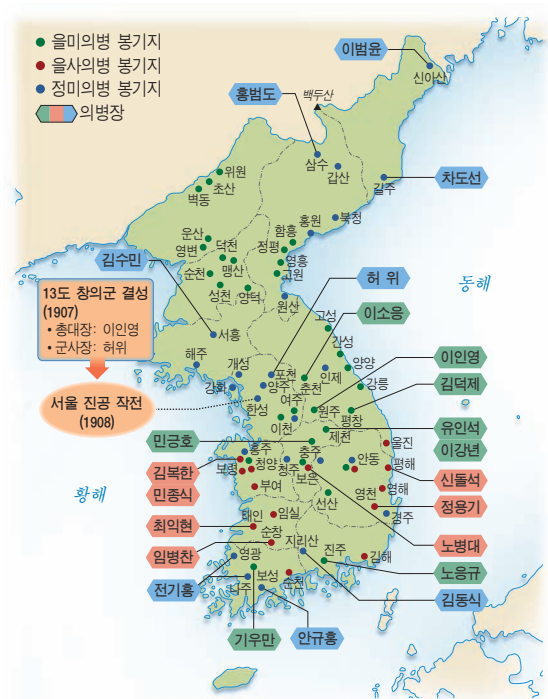 을미의병 봉기지
을사의병 봉기지
정미의병 봉기지
의병장
이범윤
신아산
홍범도
백두산
삼수
갑산
길주
차도선
위원
초산
벽동
북청
홍원
함흥
정평
운산
영변
덕천
맹산
영흥
고원
순천
성천
양덕
원산
김수민
허 위
동해
13도 창의군 결성
(1907)
• 총대장: 이인영
• 군사장: 허위
이소응
고성
서흥
간성
해주
개성
포천
인제
양양
이인영
강화
양주
춘천
강릉
김덕제
서울 진공 작전
(1908)
한성
여주
원주
평창
이천
유인석
민긍호
제천
이강년
홍주
충주
울진
김복한
보령
청양
청주
보은
안동
평해
신돌석
민종식
부여
선산
영해
영천
정용기
황해
경주
최익현
태인
임실
노병대
순창
임병찬
지리산
진주
김해
영광
노응규
전기홍
나주
보성
순천
김동식
기우만
안규홍